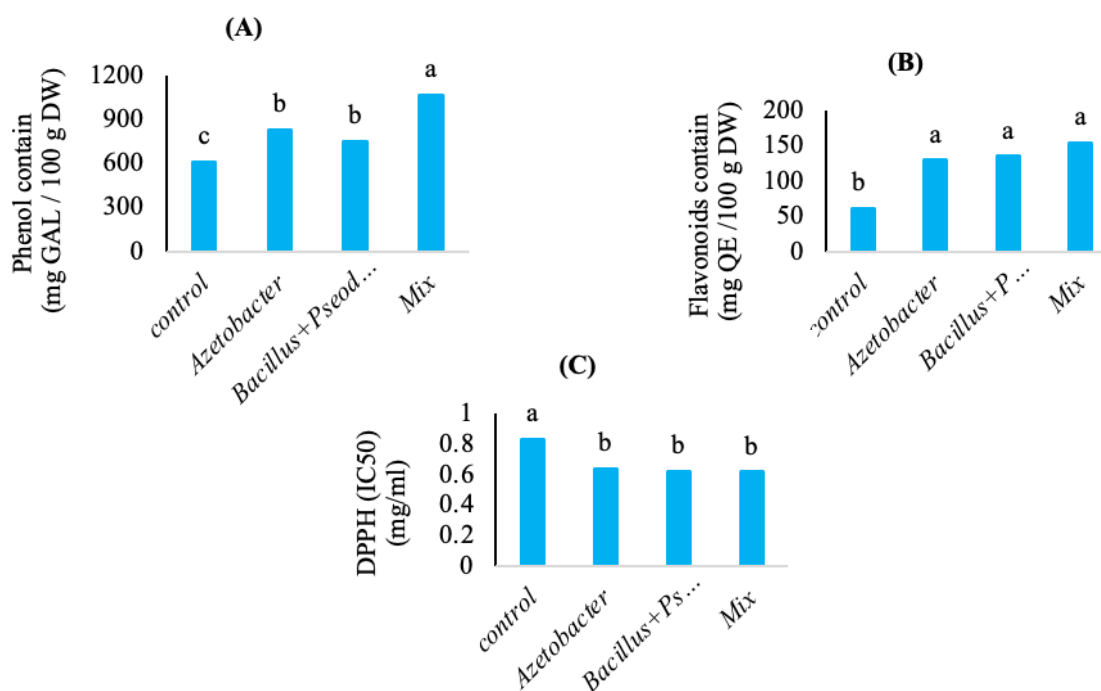 (A)
Phenol contain
(mg GAL / 100 g DW)
1200
900
600
300
0
c
b
b
a
control
Azetobacter
Bacillus+Pseod...
Mix
(B)
Flavonoids contain
(mg QE /100 g DW)
200
150
100
50
0
b
a
a
a
control
Azetobacter
Bacillus+P ...
Mix
(C)
DPPH (IC50)
(mg/ml)
1
0.8
0.6
0.4
0.2
0
a
b
b
b
control
Azetobacter
Bacillus+Ps ...
Mix